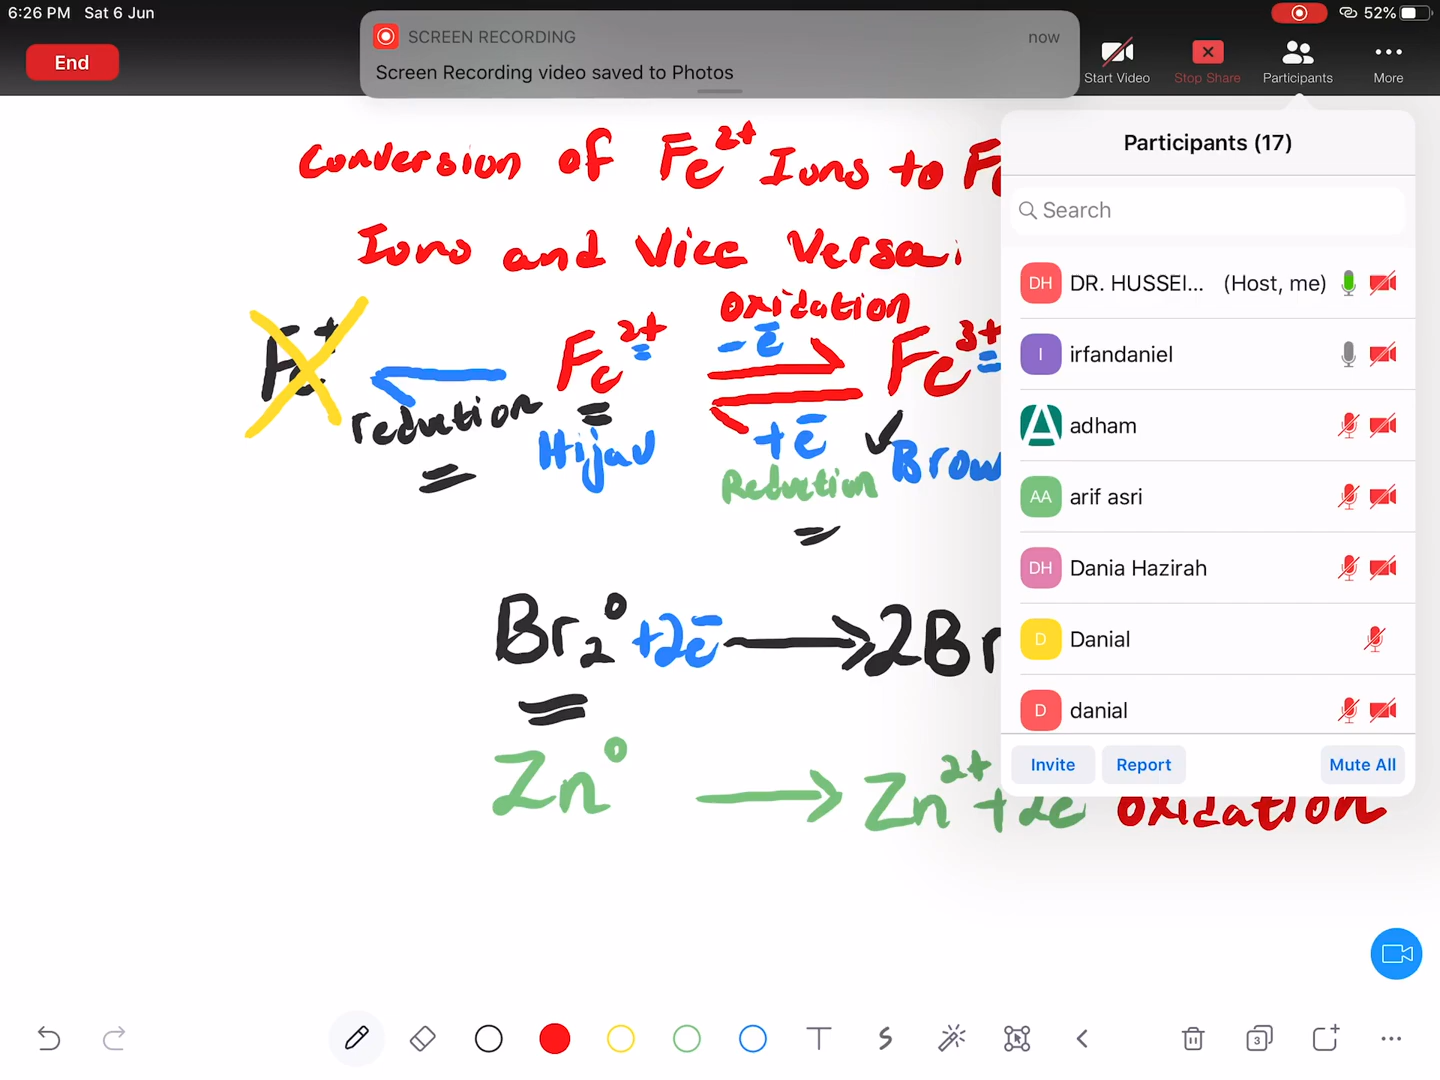 6:26 PM Sat 6 Jun
52%
End
SCREEN RECORDING
now
Screen Recording video saved to Photos
Start Video
Stop Share
Participants
More
Conversion of Fe²⁺ Ions to
Ions and Vice Versa:
Fe⁺
reduction
Fe²⁺
Hijau
oxidation
-e̅
+e̅
Reduction
Fe³⁺
Br₂⁰ +2e̅ → 2Br
Zn⁰ → Zn²⁺ +2e̅ oxidation
Participants (17)
Search
DH DR. HUSSEI... (Host, me)
I irfandaniel
A adham
AA arif asri
DH Dania Hazirah
D Danial
D danial
Invite
Report
Mute All
T
S
3